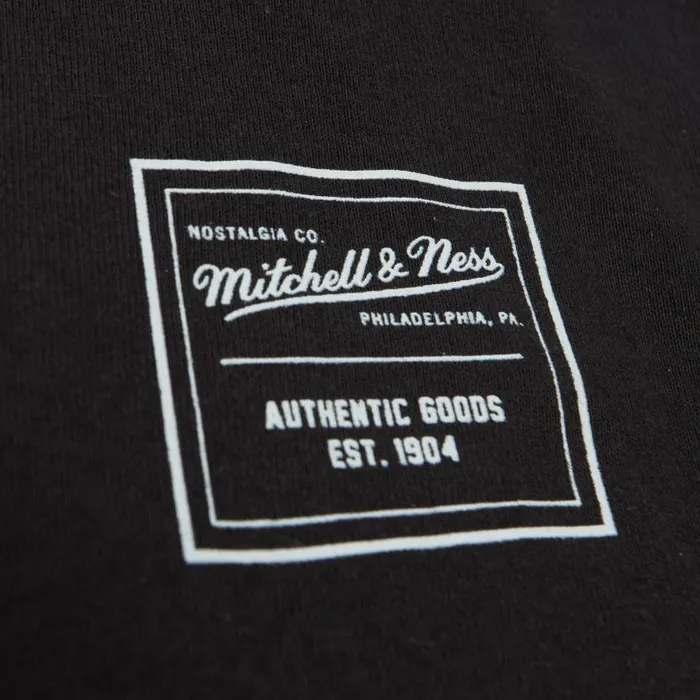 NOSTALGIA CO.
Mitchell & Ness
PHILADELPHIA, PA.
AUTHENTIC GOODS
EST. 1904